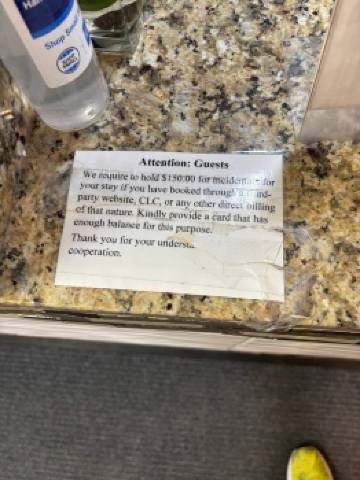 Shop
Attention: Guests
We require to hold $150.00 for incidentals for
your stay if you have booked through a third-
party website, CLC, or any other direct billing
of that nature. Kindly provide a card that has
enough balance for this purpose.
Thank you for your
cooperation.